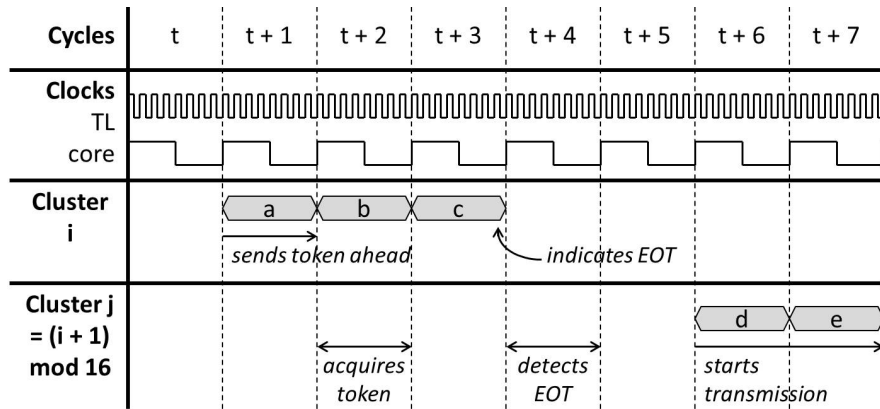 Cycles t t + 1 t + 2 t + 3 t + 4 t + 5 t + 6 t + 7
Clocks
TL
core
Cluster
i
a b c
sends token ahead indicates EOT
Cluster j
= (i + 1)
mod 16
d e
acquires
token
detects
EOT
starts
transmission